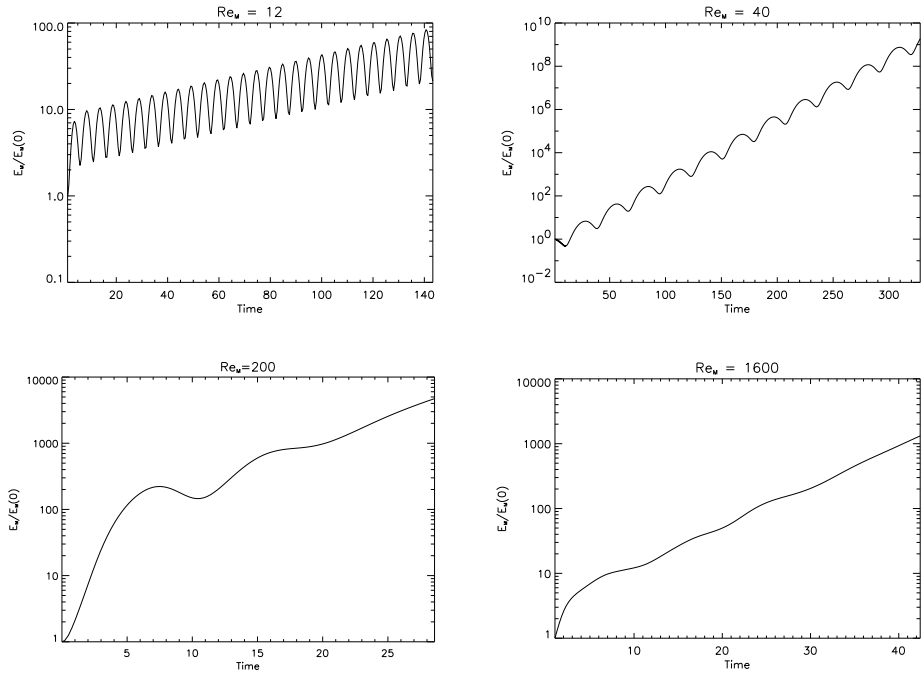 Re_M = 12
100.0
10.0
1.0
0.1
E_M/E_M(0)
20 40 60 80 100 120 140
Time
Re_M = 40
10^10
10^8
10^6
10^4
10^2
10^0
10^-2
E_M/E_M(0)
50 100 150 200 250 300
Time
Re_M=200
10000
1000
100
10
1
E_M/E_M(0)
5 10 15 20 25
Time
Re_M = 1600
10000
1000
100
10
1
E_M/E_M(0)
10 20 30 40
Time